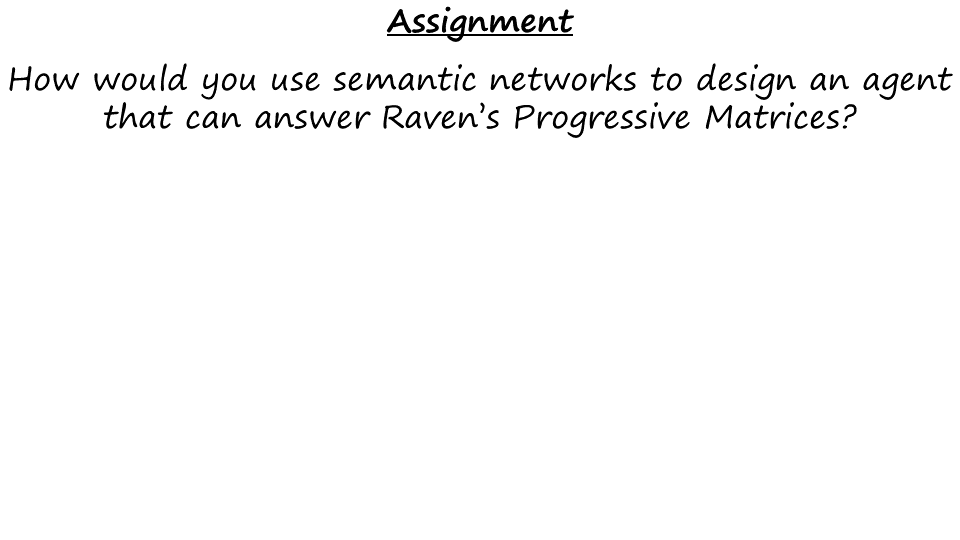 Assignment
How would you use semantic networks to design an agent
that can answer Raven’s Progressive Matrices?